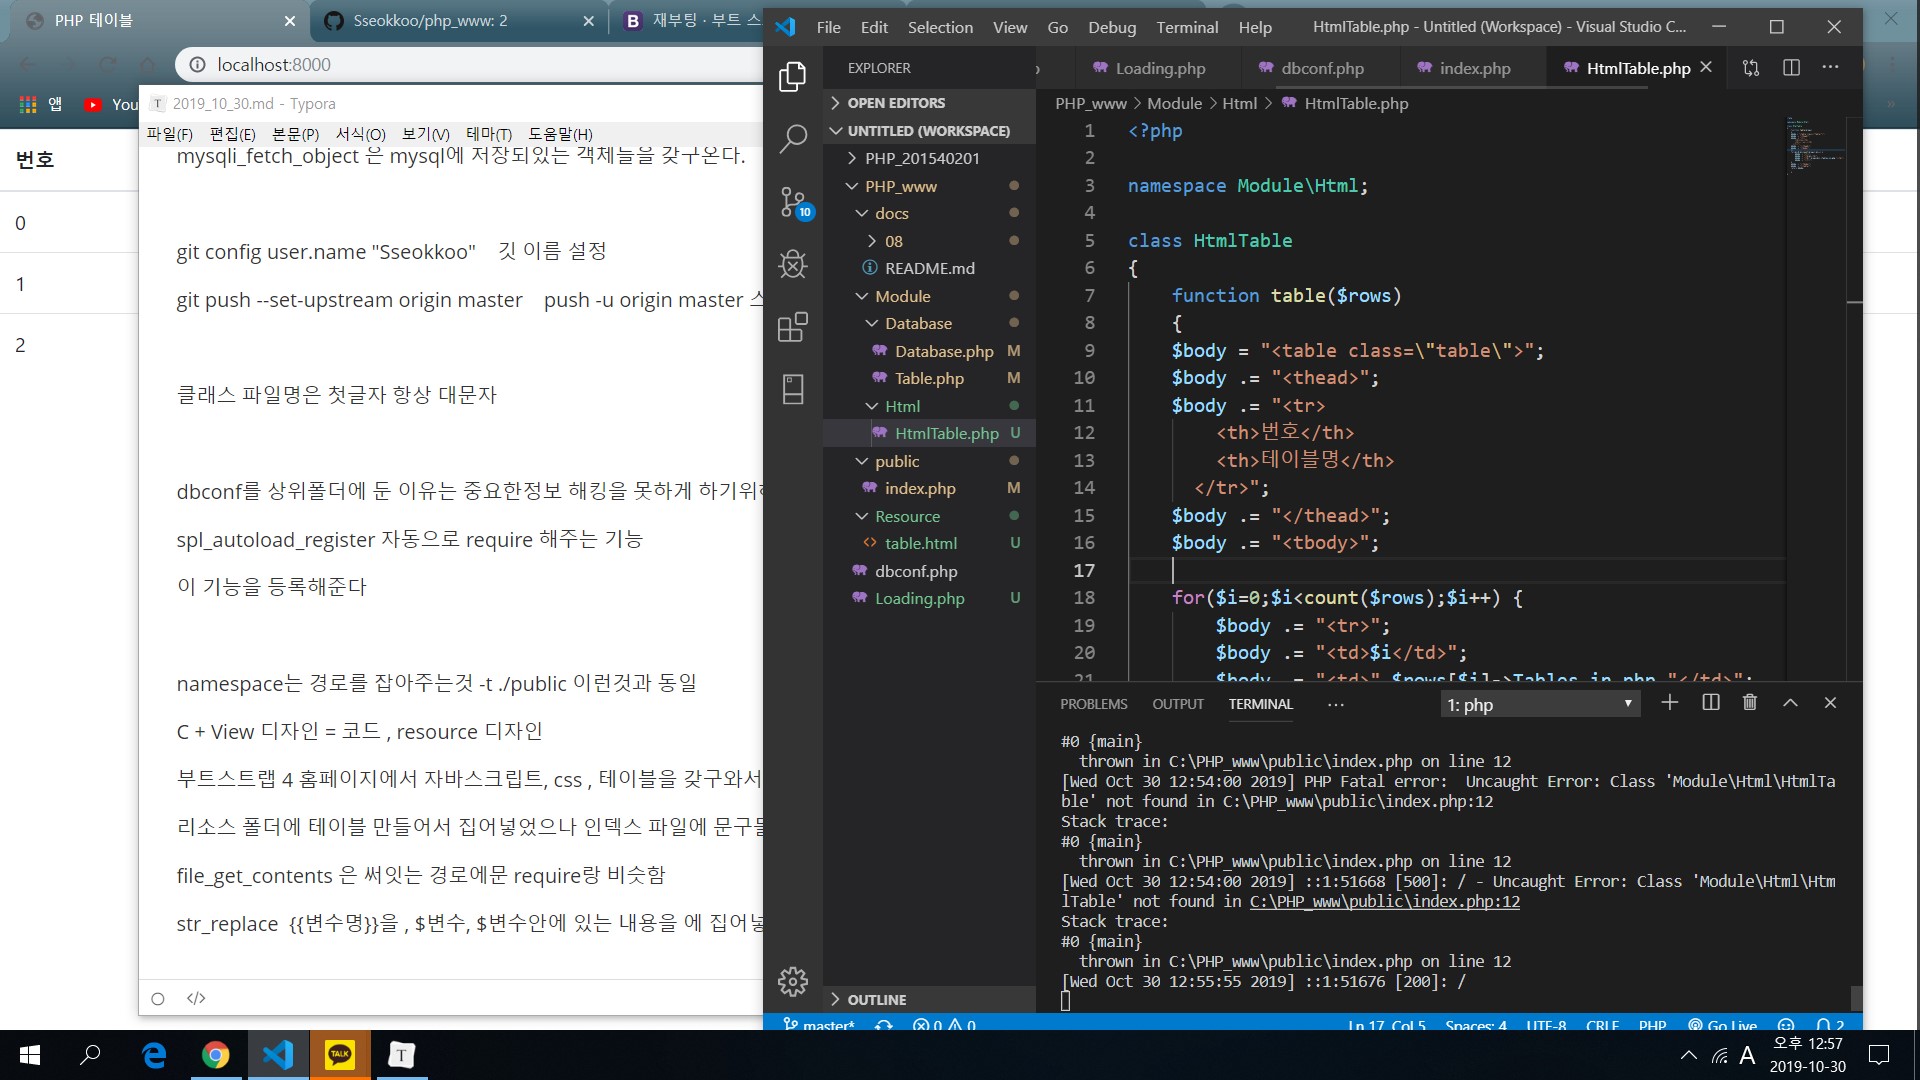 PHP 테이블
Sseokkoo/php_www: 2
재부팅 · 부트 스
localhost:8000
앱
You
번호
0
1
2
2019_10_30.md - Typora
파일(F) 편집(E) 본문(P) 서식(O) 보기(V) 테마(T) 도움말(H)
mysqli_fetch_object 은 mysql에 저장되있는 객체들을 갖구온다.
git config user.name "Sseokkoo" 깃 이름 설정
git push --set-upstream origin master push -u origin master
클래스 파일명은 첫글자 항상 대문자
dbconf를 상위폴더에 둔 이유는 중요한정보 해킹을 못하게 하기위해
spl_autoload_register 자동으로 require 해주는 기능
이 기능을 등록해준다
namespace는 경로를 잡아주는것 -t ./public 이런것과 동일
C + View 디자인 = 코드 , resource 디자인
부트스트랩 4 홈페이지에서 자바스크립트, css , 테이블을 갖구와서
리소스 폴더에 테이블 만들어서 집어넣었으나 인덱스 파일에
file_get_contents 은 써잇는 경로에문 require랑 비슷함
str_replace {{변수명}}을 , $변수, $변수안에 있는 내용을 에
</>
File Edit Selection View Go Debug Terminal Help
HtmlTable.php - Untitled (Workspace) - Visual Studio C...
EXPLORER
OPEN EDITORS
UNTITLED (WORKSPACE)
PHP_201540201
PHP_www
docs
08
README.md
Module
Database
Database.php M
Table.php M
Html
HtmlTable.php U
public
index.php M
Resource
table.html U
dbconf.php
Loading.php U
OUTLINE
10
Loading.php dbconf.php index.php HtmlTable.php
PHP_www > Module > Html > HtmlTable.php
1 <?php
2
3 namespace Module\Html;
4
5 class HtmlTable
6 {
7 function table($rows)
8 {
9 $body = "<table class=\"table\">";
10 $body .= "<thead>";
11 $body .= "<tr>
12 <th>번호</th>
13 <th>테이블명</th>
14 </tr>";
15 $body .= "</thead>";
16 $body .= "<tbody>";
17
18 for($i=0;$i<count($rows);$i++) {
19 $body .= "<tr>";
20 $body .= "<td>$i</td>";
21 $body .= "<td>".$rows[$i]->Tables_in_php."</td>";
PROBLEMS OUTPUT TERMINAL ···
1: php
#0 {main}
thrown in C:\PHP_www\public\index.php on line 12
[Wed Oct 30 12:54:00 2019] PHP Fatal error: Uncaught Error: Class 'Module\Html\HtmlTa
ble' not found in C:\PHP_www\public\index.php:12
Stack trace:
#0 {main}
thrown in C:\PHP_www\public\index.php on line 12
[Wed Oct 30 12:54:00 2019] ::1:51668 [500]: / - Uncaught Error: Class 'Module\Html\Htm
lTable' not found in C:\PHP_www\public\index.php:12
Stack trace:
#0 {main}
thrown in C:\PHP_www\public\index.php on line 12
[Wed Oct 30 12:55:55 2019] ::1:51676 [200]: /
master* 0 0 Ln 17, Col 5 Spaces: 4 UTF-8 CRLF PHP Go Live 2
TALK
T
A
오후 12:57
2019-10-30